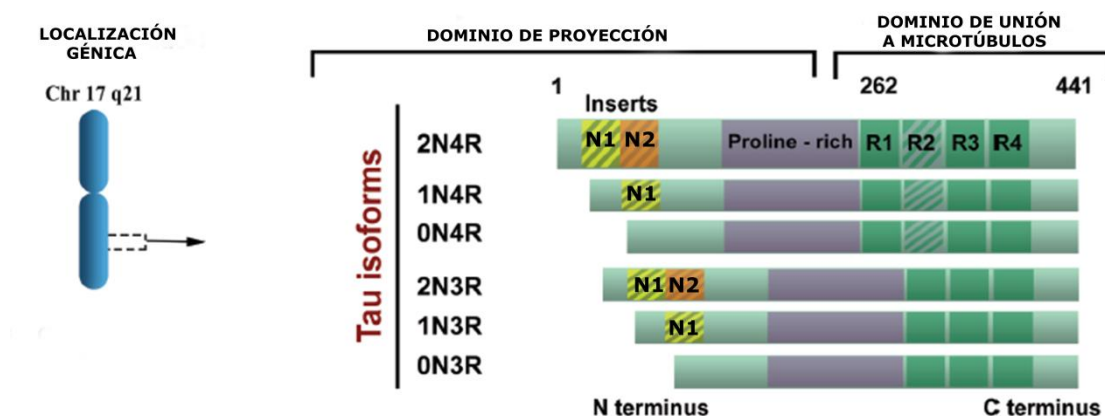 LOCALIZACIÓN
GÉNICA
Chr 17 q21
DOMINIO DE PROYECCIÓN
DOMINIO DE UNIÓN
A MICROTÚBULOS
1
262
441
Inserts
Tau isoforms
2N4R
N1 N2 Proline - rich R1 R2 R3 R4
1N4R
N1
0N4R
2N3R
N1 N2
1N3R
N1
0N3R
N terminus
C terminus